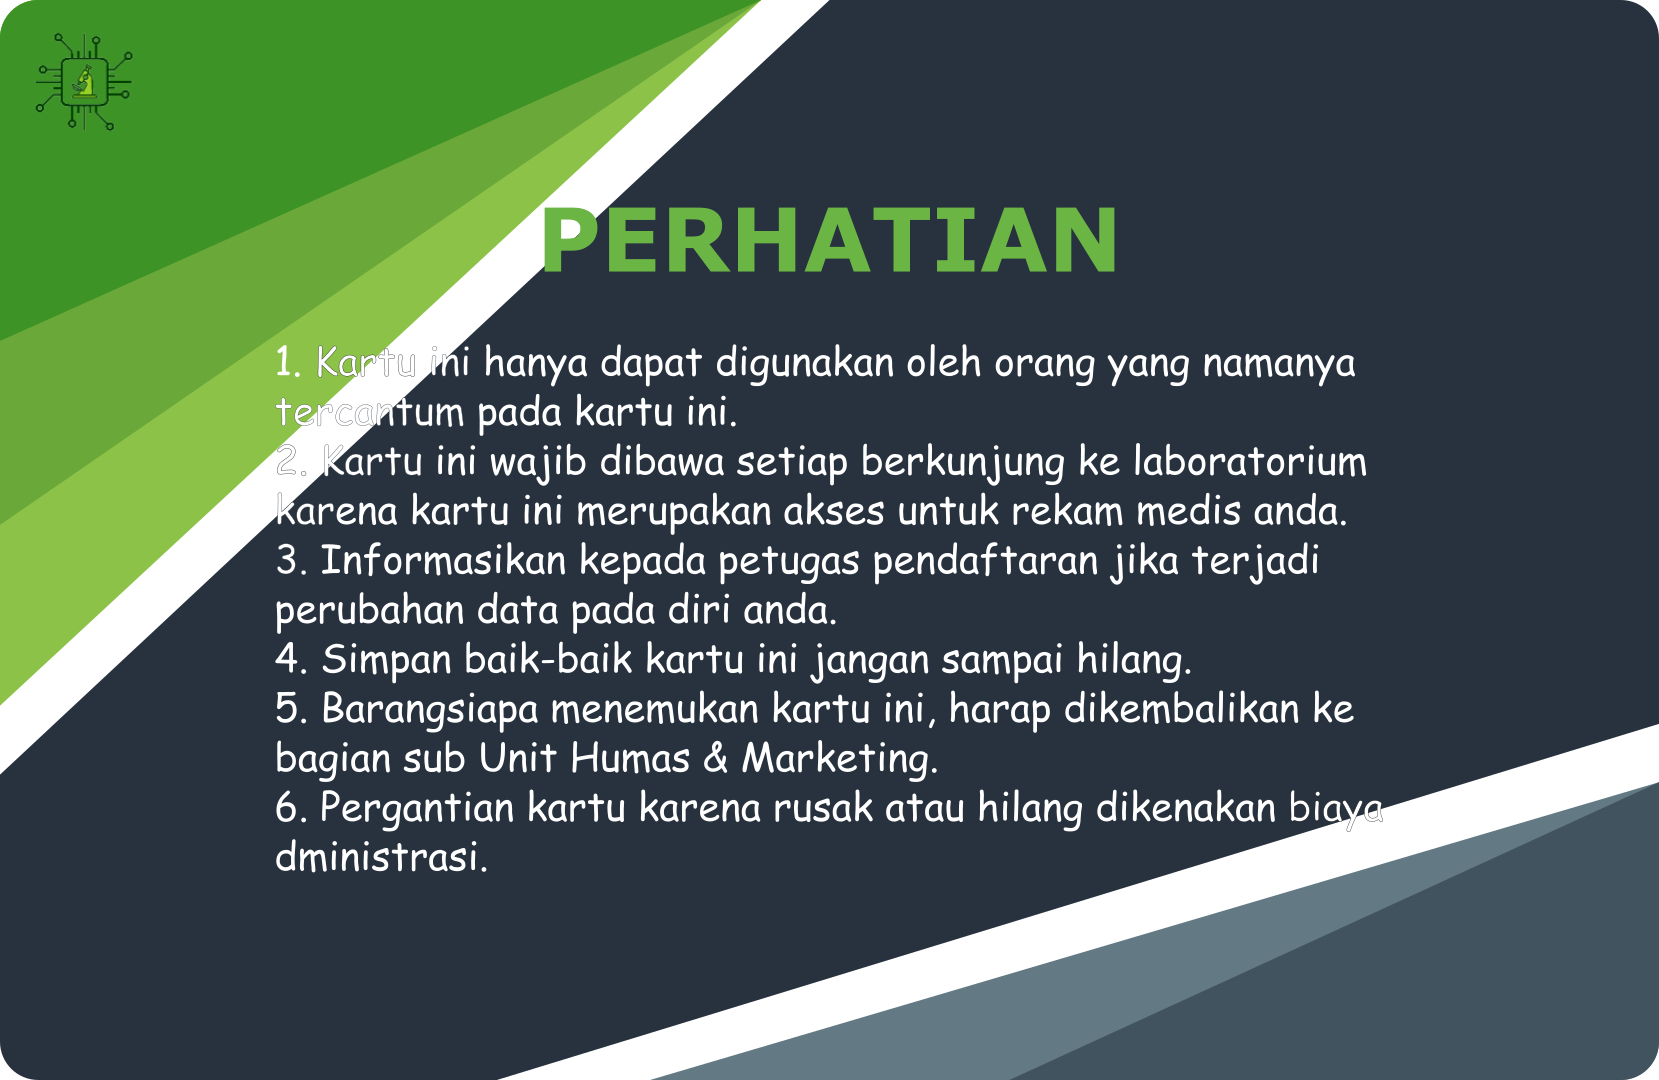 PERHATIAN
1. Kartu ini hanya dapat digunakan oleh orang yang namanya
tercantum pada kartu ini.
2. Kartu ini wajib dibawa setiap berkunjung ke laboratorium
karena kartu ini merupakan akses untuk rekam medis anda.
3. Informasikan kepada petugas pendaftaran jika terjadi
perubahan data pada diri anda.
4. Simpan baik-baik kartu ini jangan sampai hilang.
5. Barangsiapa menemukan kartu ini, harap dikembalikan ke
bagian sub Unit Humas & Marketing.
6. Pergantian kartu karena rusak atau hilang dikenakan biaya
dministrasi.